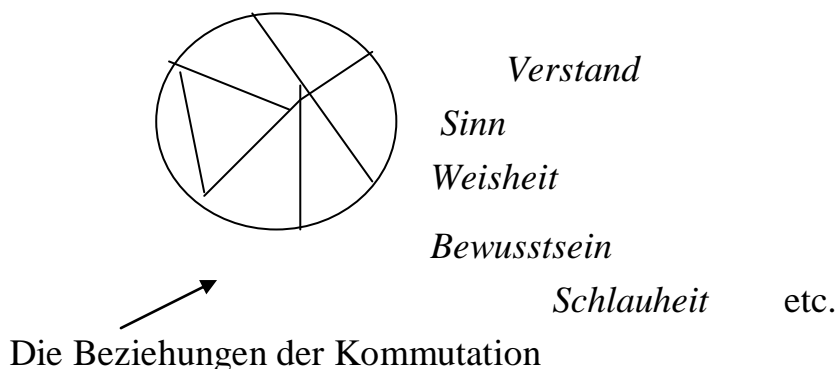 Verstand
Sinn
Weisheit
Bewusstsein
Schlauheit etc.
Die Beziehungen der Kommutation